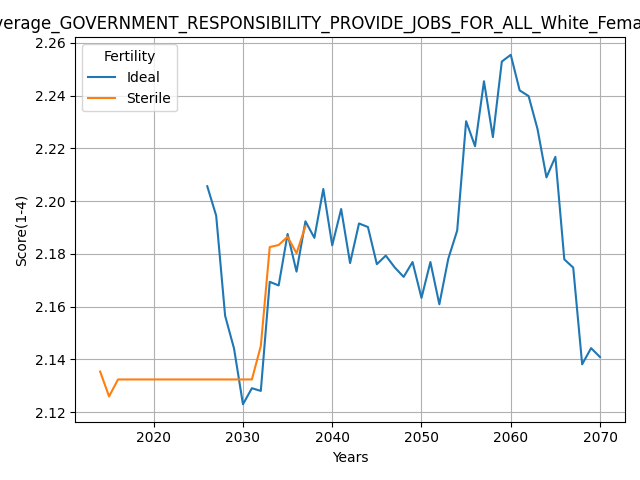 verage_GOVERNMENT_RESPONSIBILITY_PROVIDE_JOBS_FOR_ALL_White_Fema
Fertility
Ideal
Sterile
Score(1-4)
2.26
2.24
2.22
2.20
2.18
2.16
2.14
2.12
2020 2030 2040 2050 2060 2070
Years